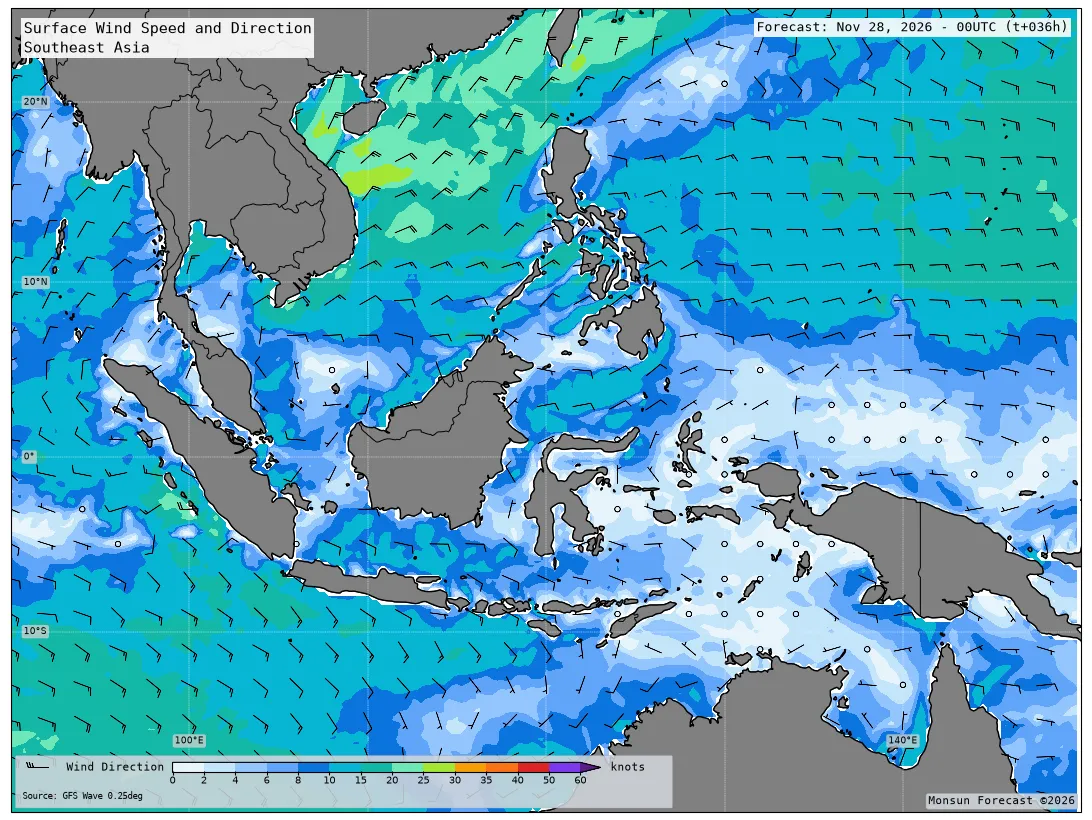 Surface Wind Speed and Direction
Southeast Asia
Forecast: Nov 28, 2026 - 00UTC (t+036h)
20°N
10°N
0°
10°S
100°E
140°E
Wind Direction
0 2 4 6 8 10 15 20 25 30 35 40 50 60
knots
Source: GFS Wave 0.25deg
Monsun Forecast ©2026